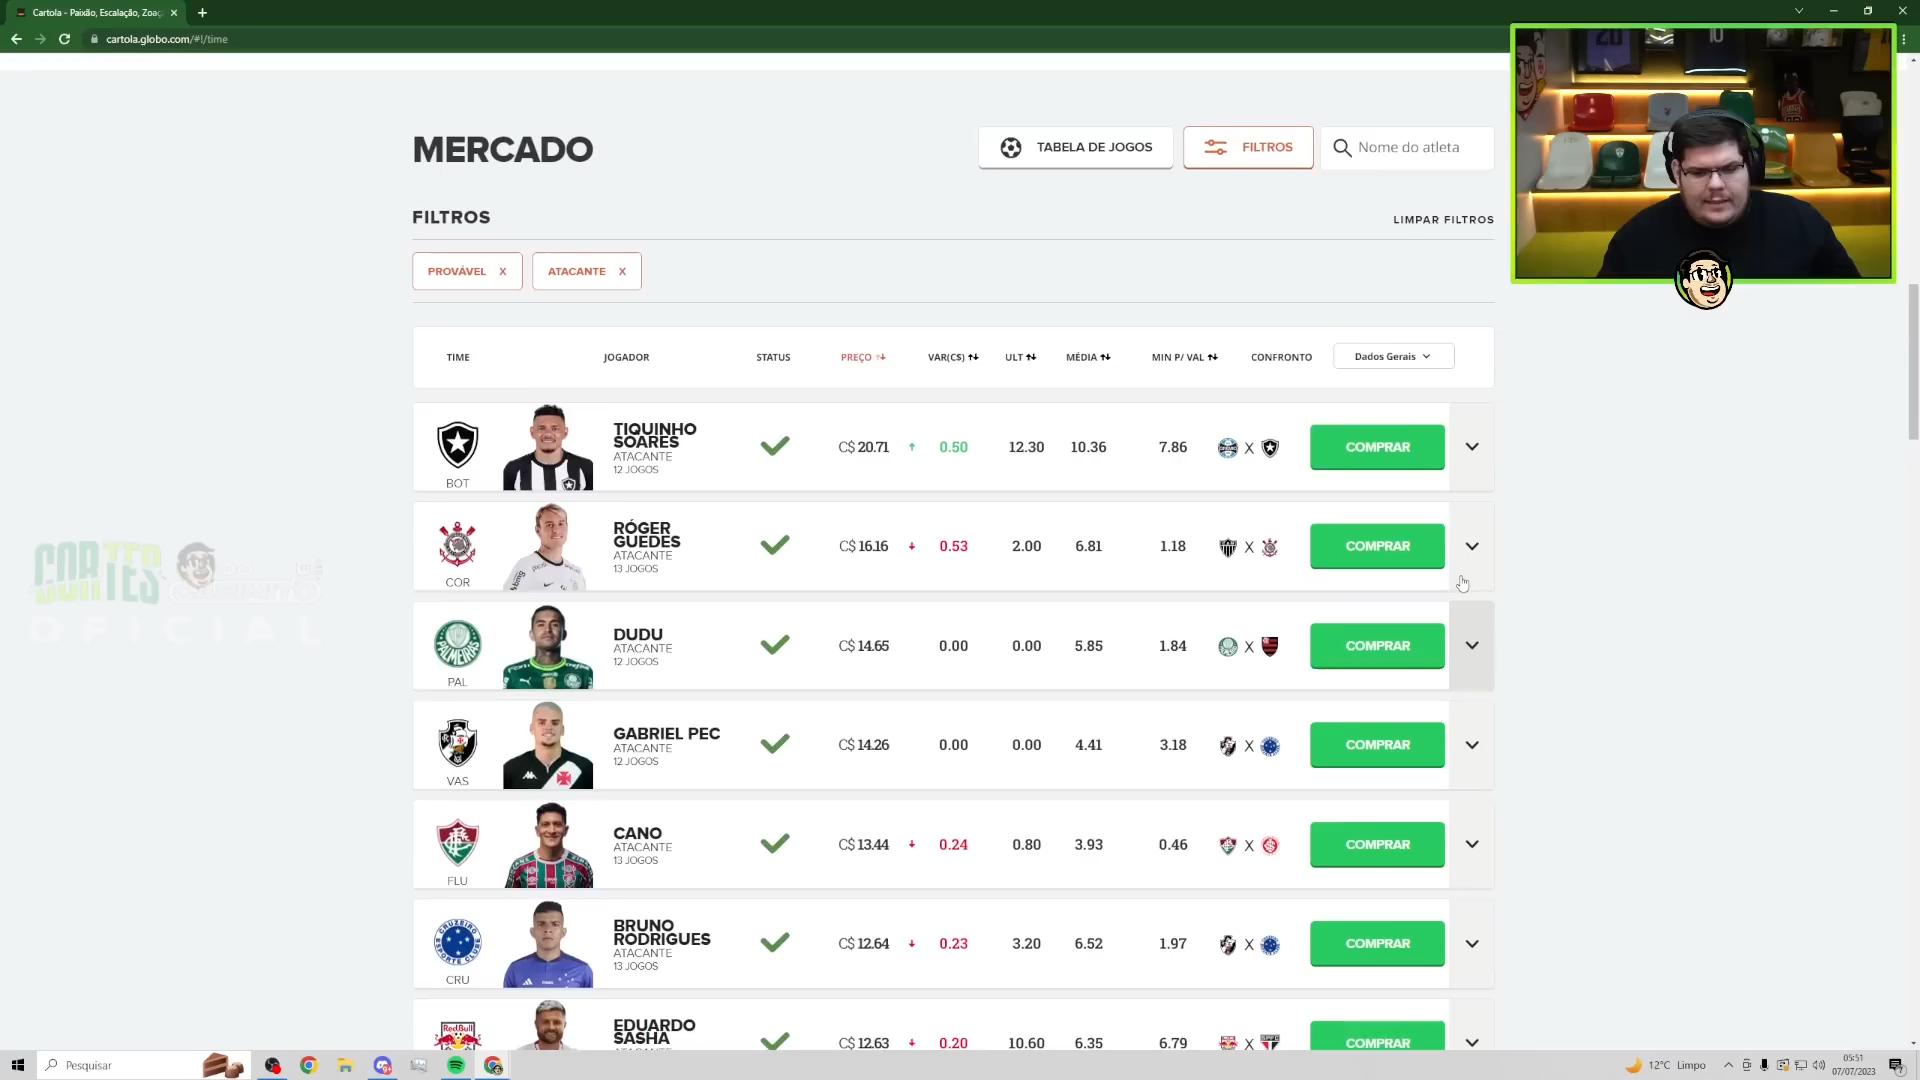 Cartola - Paixão, Escalação, Zoaç
cartola.globo.com/#!/time
MERCADO
TABELA DE JOGOS
FILTROS
Nome do atleta
FILTROS
LIMPAR FILTROS
PROVÁVEL X
ATACANTE X
TIME JOGADOR STATUS PREÇO VAR(C$) ULT MÉDIA MIN P/ VAL CONFRONTO Dados Gerais
TIQUINHO
SOARES
ATACANTE
12 JOGOS
BOT
C$ 20.71 0.50 12.30 10.36 7.86 X COMPRAR
RÓGER
GUEDES
ATACANTE
13 JOGOS
COR
C$ 16.16 0.53 2.00 6.81 1.18 X COMPRAR
DUDU
ATACANTE
12 JOGOS
PALMEIRAS
PAL
C$ 14.65 0.00 0.00 5.85 1.84 X COMPRAR
GABRIEL PEC
ATACANTE
12 JOGOS
VAS
C$ 14.26 0.00 0.00 4.41 3.18 X COMPRAR
CANO
ATACANTE
13 JOGOS
FLU
C$ 13.44 0.24 0.80 3.93 0.46 X COMPRAR
BRUNO
RODRIGUES
ATACANTE
13 JOGOS
CRUZEIRO
ESPORTE CLUBE
CRU
C$ 12.64 0.23 3.20 6.52 1.97 X COMPRAR
EDUARDO
SASHA
RedBull
C$ 12.63 0.20 10.60 6.35 6.79 X COMPRAR
CORTES
DO
OFICIAL
10
Pesquisar
12°C Limpo
05:51
07/07/2023